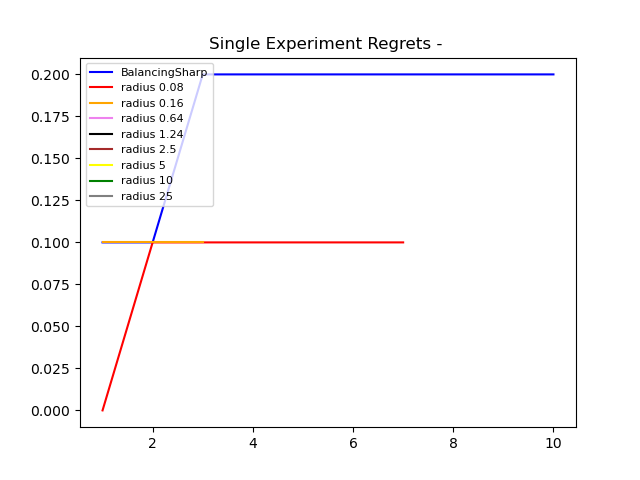 Single Experiment Regrets -
BalancingSharp
radius 0.08
radius 0.16
radius 0.64
radius 1.24
radius 2.5
radius 5
radius 10
radius 25
0.200
0.175
0.150
0.125
0.100
0.075
0.050
0.025
0.000
2 4 6 8 10